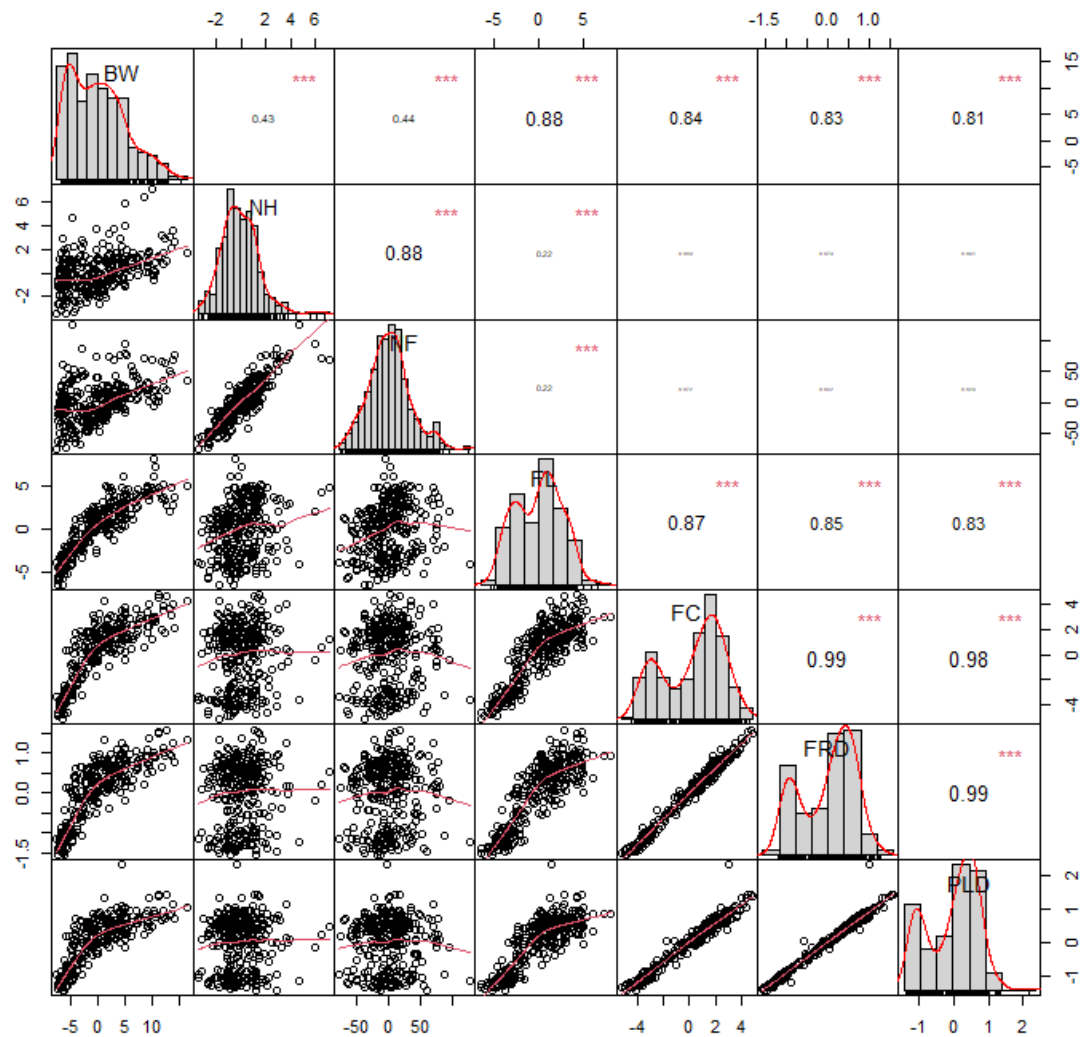 -2 0 2 4 6 -5 0 5 -1.5 0.0 1.0
BW *** *** *** *** *** ***
0.43 0.44 0.88 0.84 0.83 0.81
-5 0 5 15
NH *** ***
0.88 0.22
-2 2 4 6
NF ***
0.22
-50 0 50
FL *** *** ***
0.87 0.85 0.83
-5 0 5
FC *** ***
0.99 0.98
-4 0 2 4
FRD ***
0.99
-1.5 0.0 1.0
PLD
-1 0 1 2
-5 0 5 10 -50 0 50 -4 0 2 4 -1 0 1 2